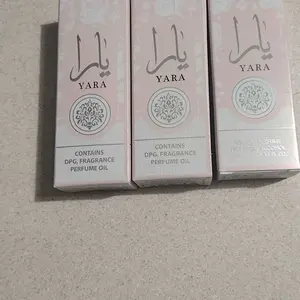 يارا
YARA
CONTAINS
DPG, FRAGRANCE
PERFUME OIL
يارا
YARA
CONTAINS
DPG, FRAGRANCE
PERFUME OIL
يارا
YARA